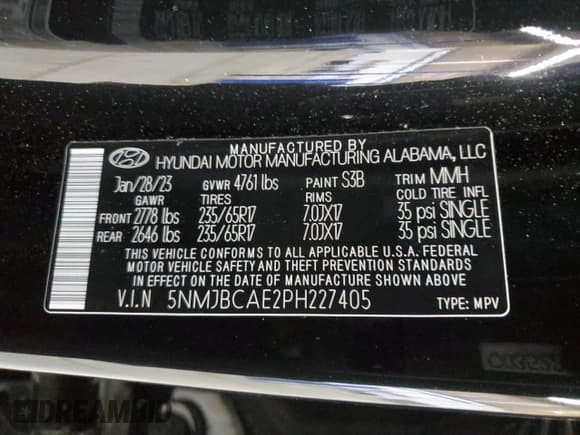 MANUFACTURED BY
HYUNDAI MOTOR MANUFACTURING ALABAMA, LLC
Jan/28/23 GVWR 4761 lbs PAINT S3B TRIM MMH
GAWR TIRES RIMS COLD TIRE INFL
FRONT 2778 lbs 235/65R17 7.0JX17 35 psi SINGLE
REAR 2646 lbs 235/65R17 7.0JX17 35 psi SINGLE
THIS VEHICLE CONFORMS TO ALL APPLICABLE U.S.A. FEDERAL
MOTOR VEHICLE SAFETY AND THEFT PREVENTION STANDARDS
IN EFFECT ON THE DATE OF MANUFACTURE SHOWN ABOVE.
V.I.N 5NMJBCAE2PH227405 TYPE: MPV
DREAMBID